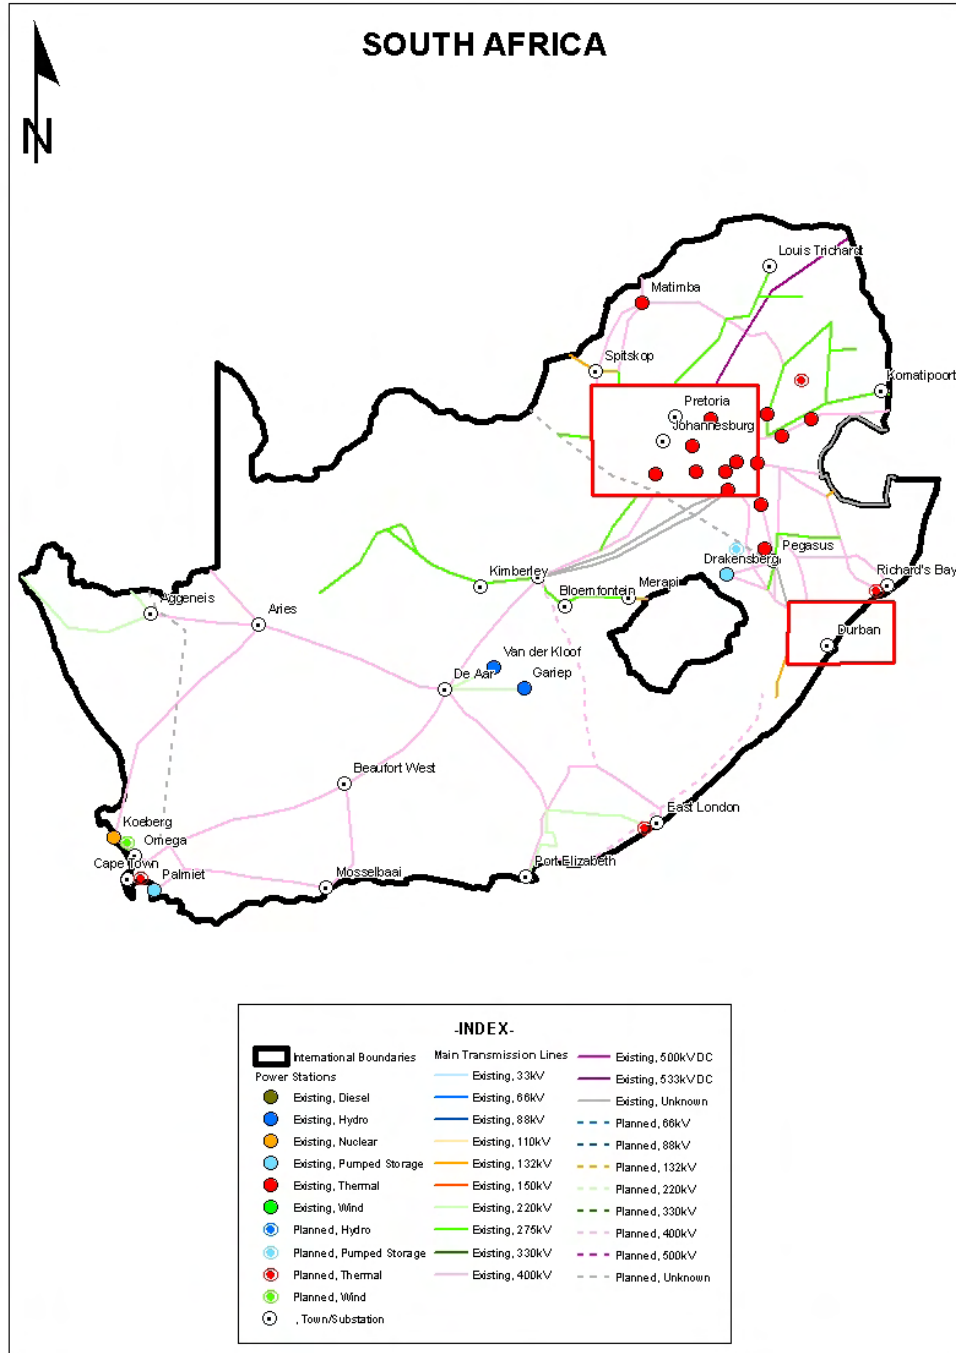 SOUTH AFRICA
N
Louis Trichardt
Matimba
Spitskop
Komatipoort
Pretoria
Johannesburg
Pegasus
Drakensberg
Kimberley
Richard's Bay
Bloemfontein
Merapi
Aggeneis
Aries
Durban
Van der Kloof
De Aar
Gariep
Beaufort West
East London
Koeberg
Omega
Cape Town
Palmiet
Port Elizabeth
Mosselbaai
-INDEX-
International Boundaries
Power Stations
Existing, Diesel
Existing, Hydro
Existing, Nuclear
Existing, Pumped Storage
Existing, Thermal
Existing, Wind
Planned, Hydro
Planned, Pumped Storage
Planned, Thermal
Planned, Wind
, Town/Substation
Main Transmission Lines
Existing, 33kV
Existing, 66kV
Existing, 88kV
Existing, 110kV
Existing, 132kV
Existing, 150kV
Existing, 220kV
Existing, 275kV
Existing, 330kV
Existing, 400kV
Existing, 500kV DC
Existing, 533kV DC
Existing, Unknown
Planned, 66kV
Planned, 88kV
Planned, 132kV
Planned, 220kV
Planned, 330kV
Planned, 400kV
Planned, 500kV
Planned, Unknown